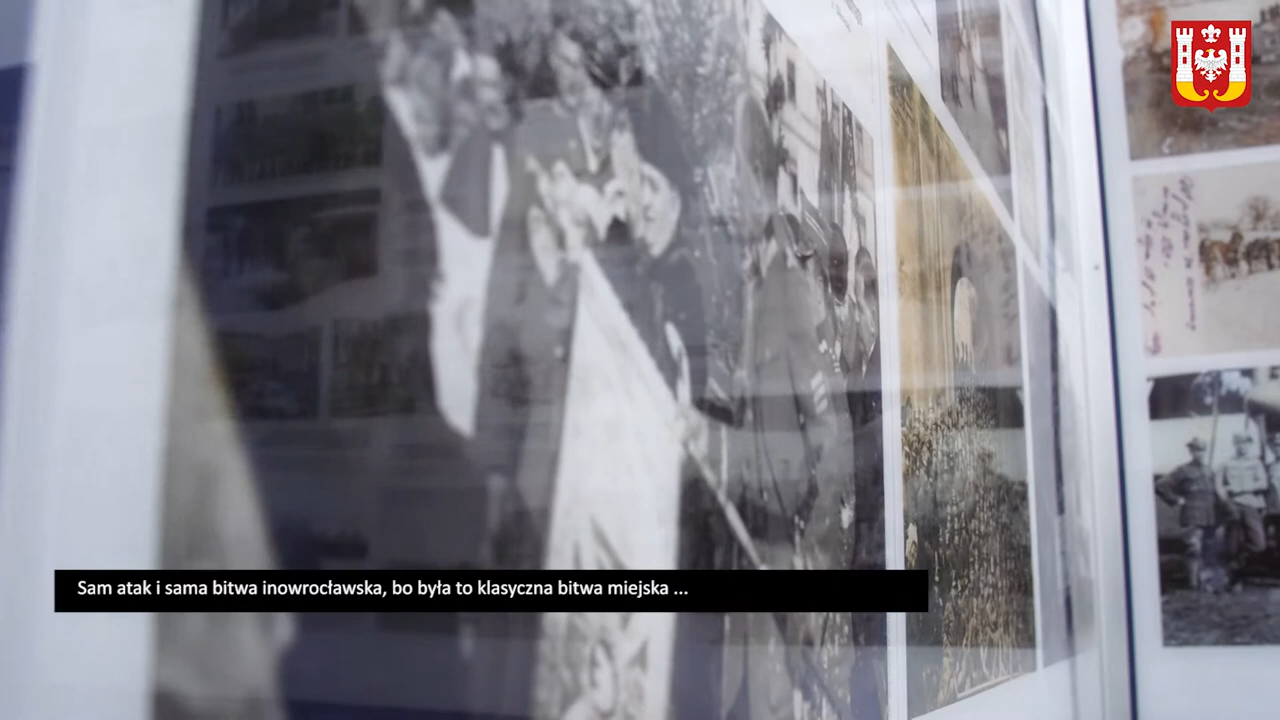 Sam atak i sama bitwa inowrocławska, bo była to klasyczna bitwa miejska ...